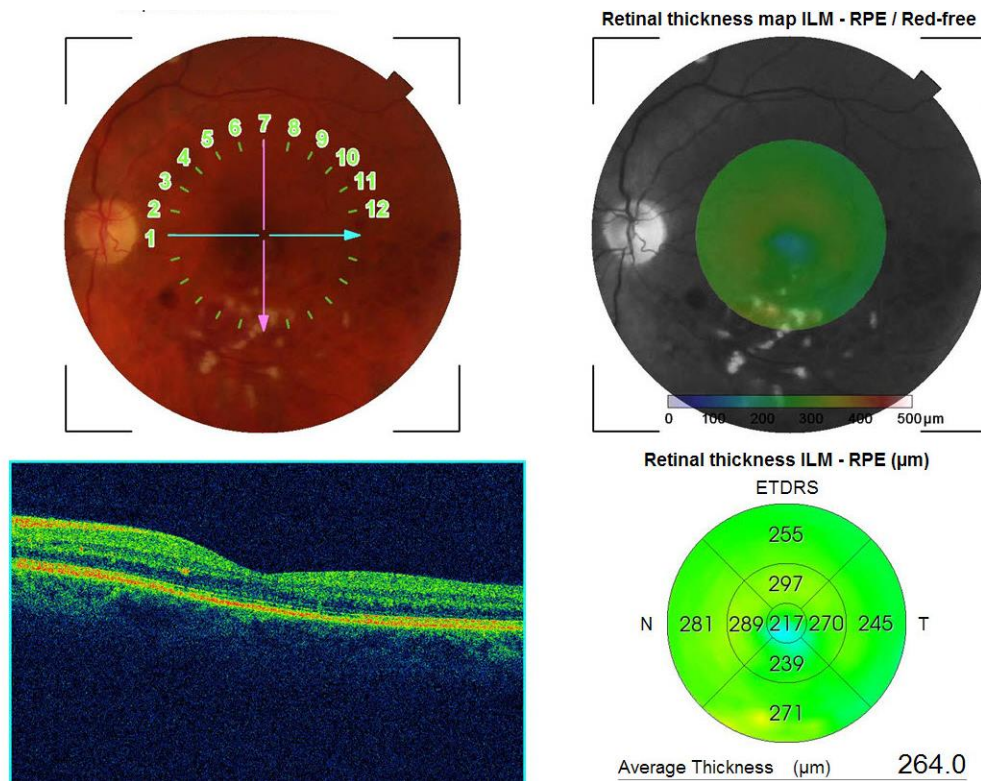 Retinal thickness map ILM - RPE / Red-free
7
6 8
5 9
4 10
3 11
2 12
1
0 100 200 300 400 500 µm
Retinal thickness ILM - RPE (µm)
ETDRS
255
297
N 281 289 217 270 245 T
239
271
Average Thickness (µm) 264.0